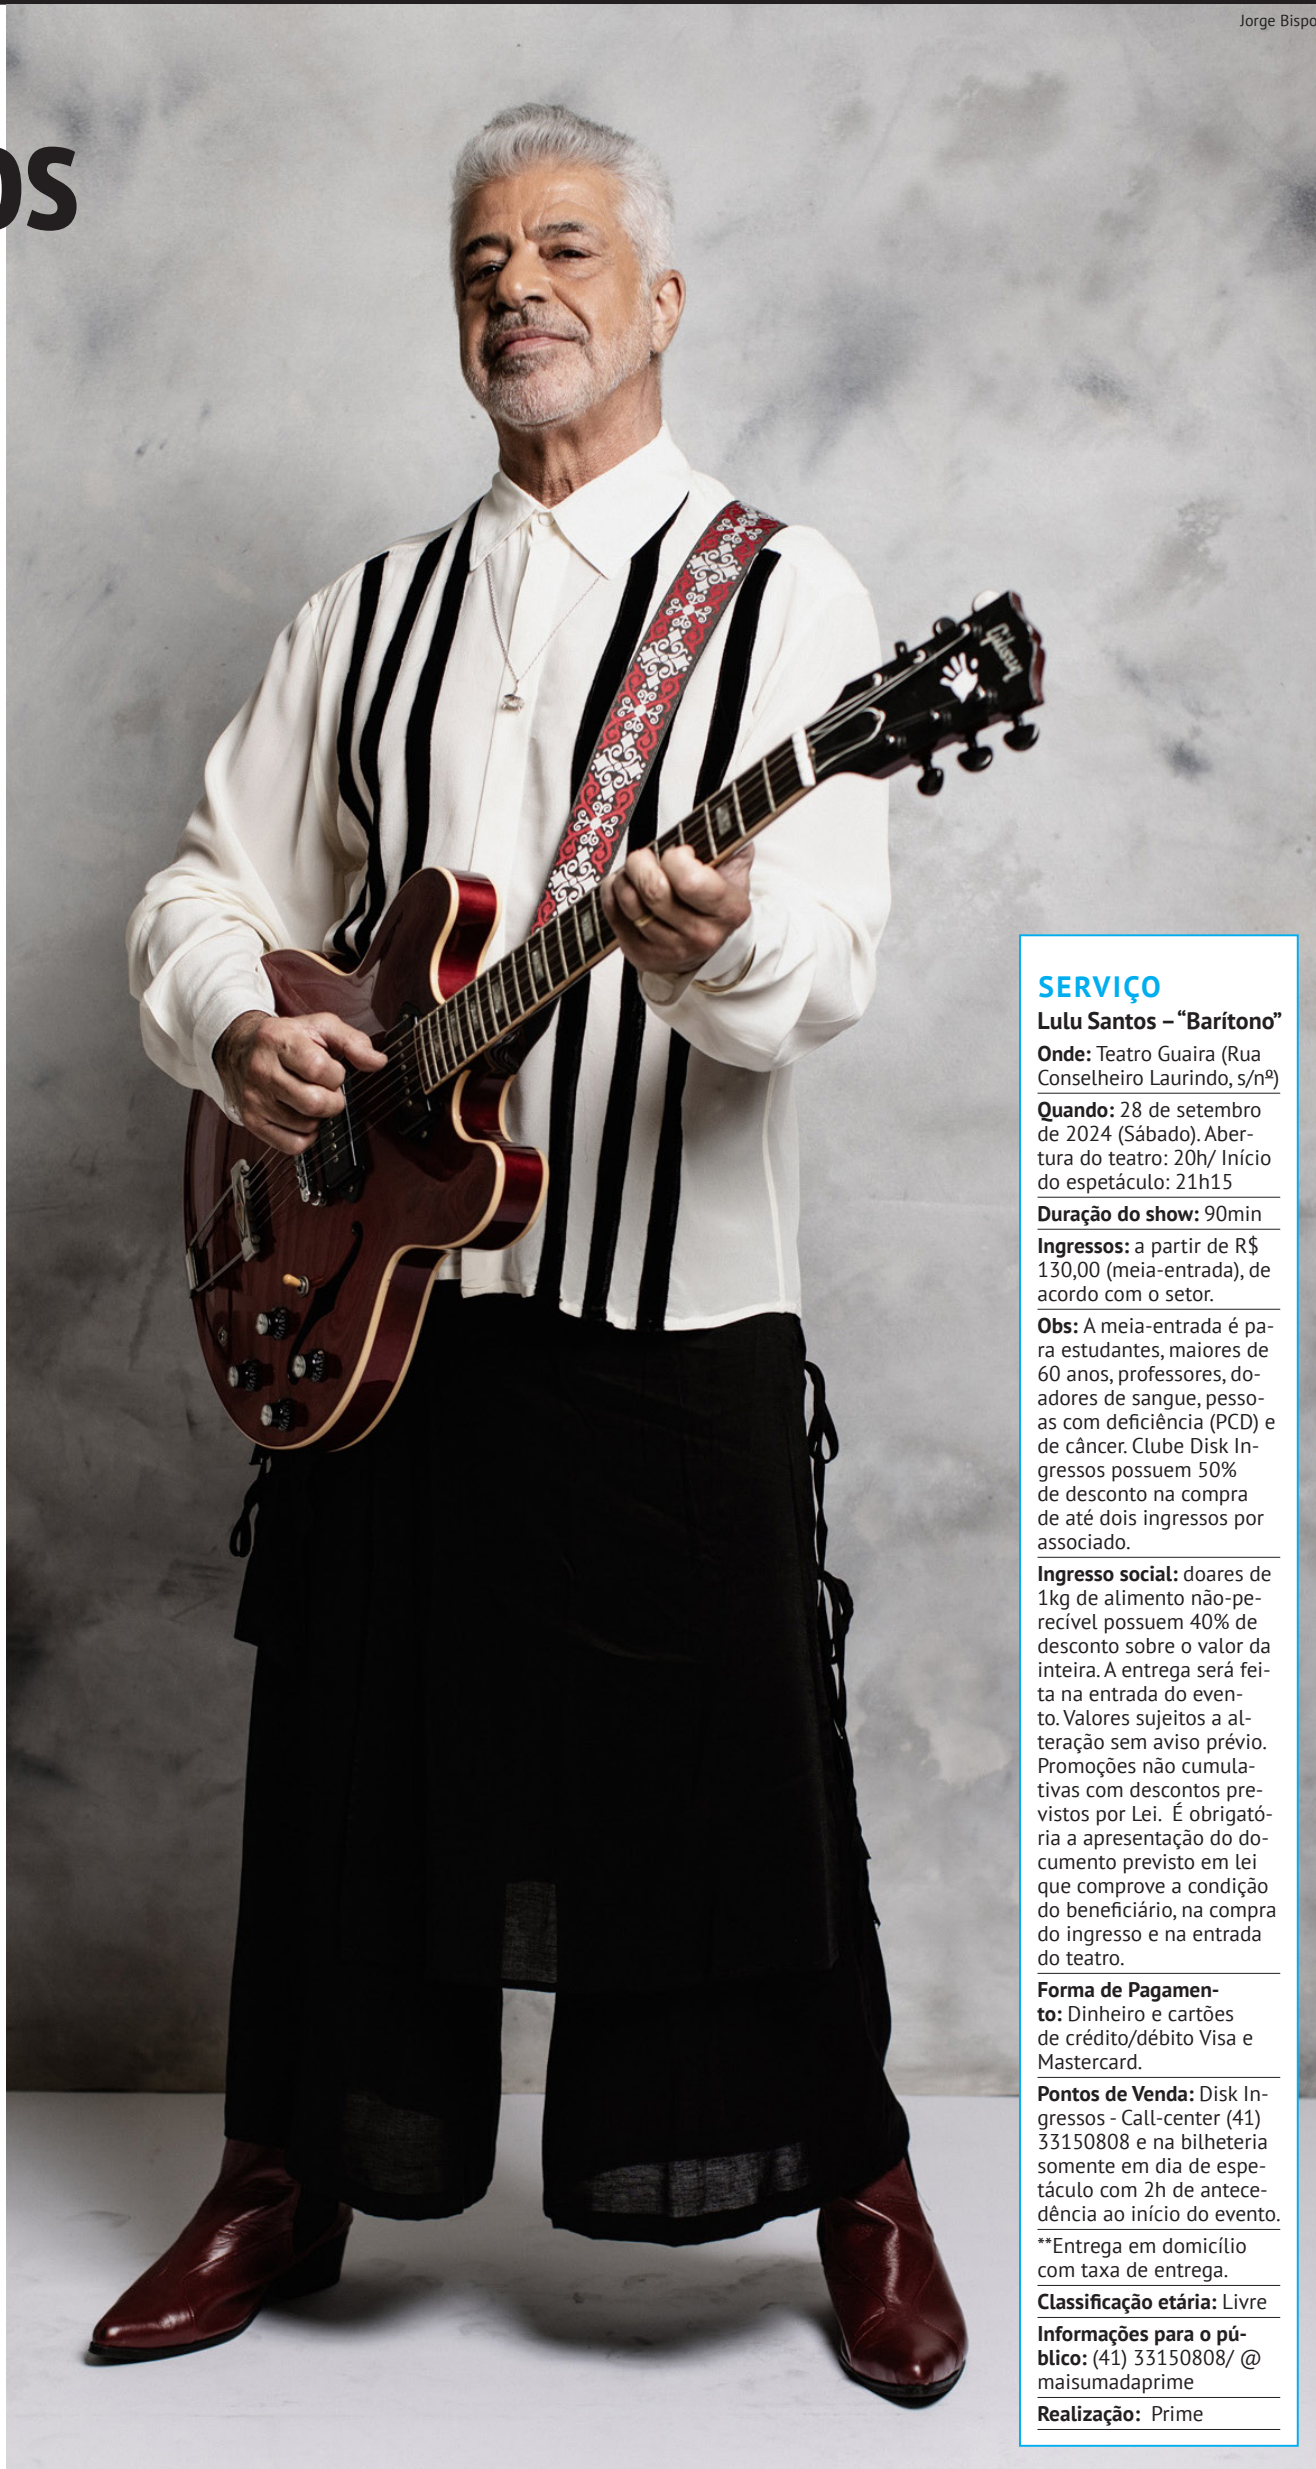 Jorge Bispo
OS
Gibson
SERVIÇO
Lulu Santos – “Barítono”
Onde: Teatro Guaira (Rua
Conselheiro Laurindo, s/nº)
Quando: 28 de setembro
de 2024 (Sábado). Aber-
tura do teatro: 20h/ Início
do espetáculo: 21h15
Duração do show: 90min
Ingressos: a partir de R$
130,00 (meia-entrada), de
acordo com o setor.
Obs: A meia-entrada é pa-
ra estudantes, maiores de
60 anos, professores, do-
adores de sangue, pesso-
as com deficiência (PCD) e
de câncer. Clube Disk In-
gressos possuem 50%
de desconto na compra
de até dois ingressos por
associado.
Ingresso social: doares de
1kg de alimento não-pe-
recível possuem 40% de
desconto sobre o valor da
inteira. A entrega será fei-
ta na entrada do even-
to. Valores sujeitos a al-
teração sem aviso prévio.
Promoções não cumula-
tivas com descontos pre-
vistos por Lei.  É obrigató-
ria a apresentação do do-
cumento previsto em lei
que comprove a condição
do beneficiário, na compra
do ingresso e na entrada
do teatro.
Forma de Pagamen-
to: Dinheiro e cartões
de crédito/débito Visa e
Mastercard.
Pontos de Venda: Disk In-
gressos - Call-center (41)
33150808 e na bilheteria
somente em dia de espe-
táculo com 2h de antece-
dência ao início do evento.
**Entrega em domicílio
com taxa de entrega.
Classificação etária: Livre
Informações para o pú-
blico: (41) 33150808/ @
maisumadaprime
Realização:  Prime